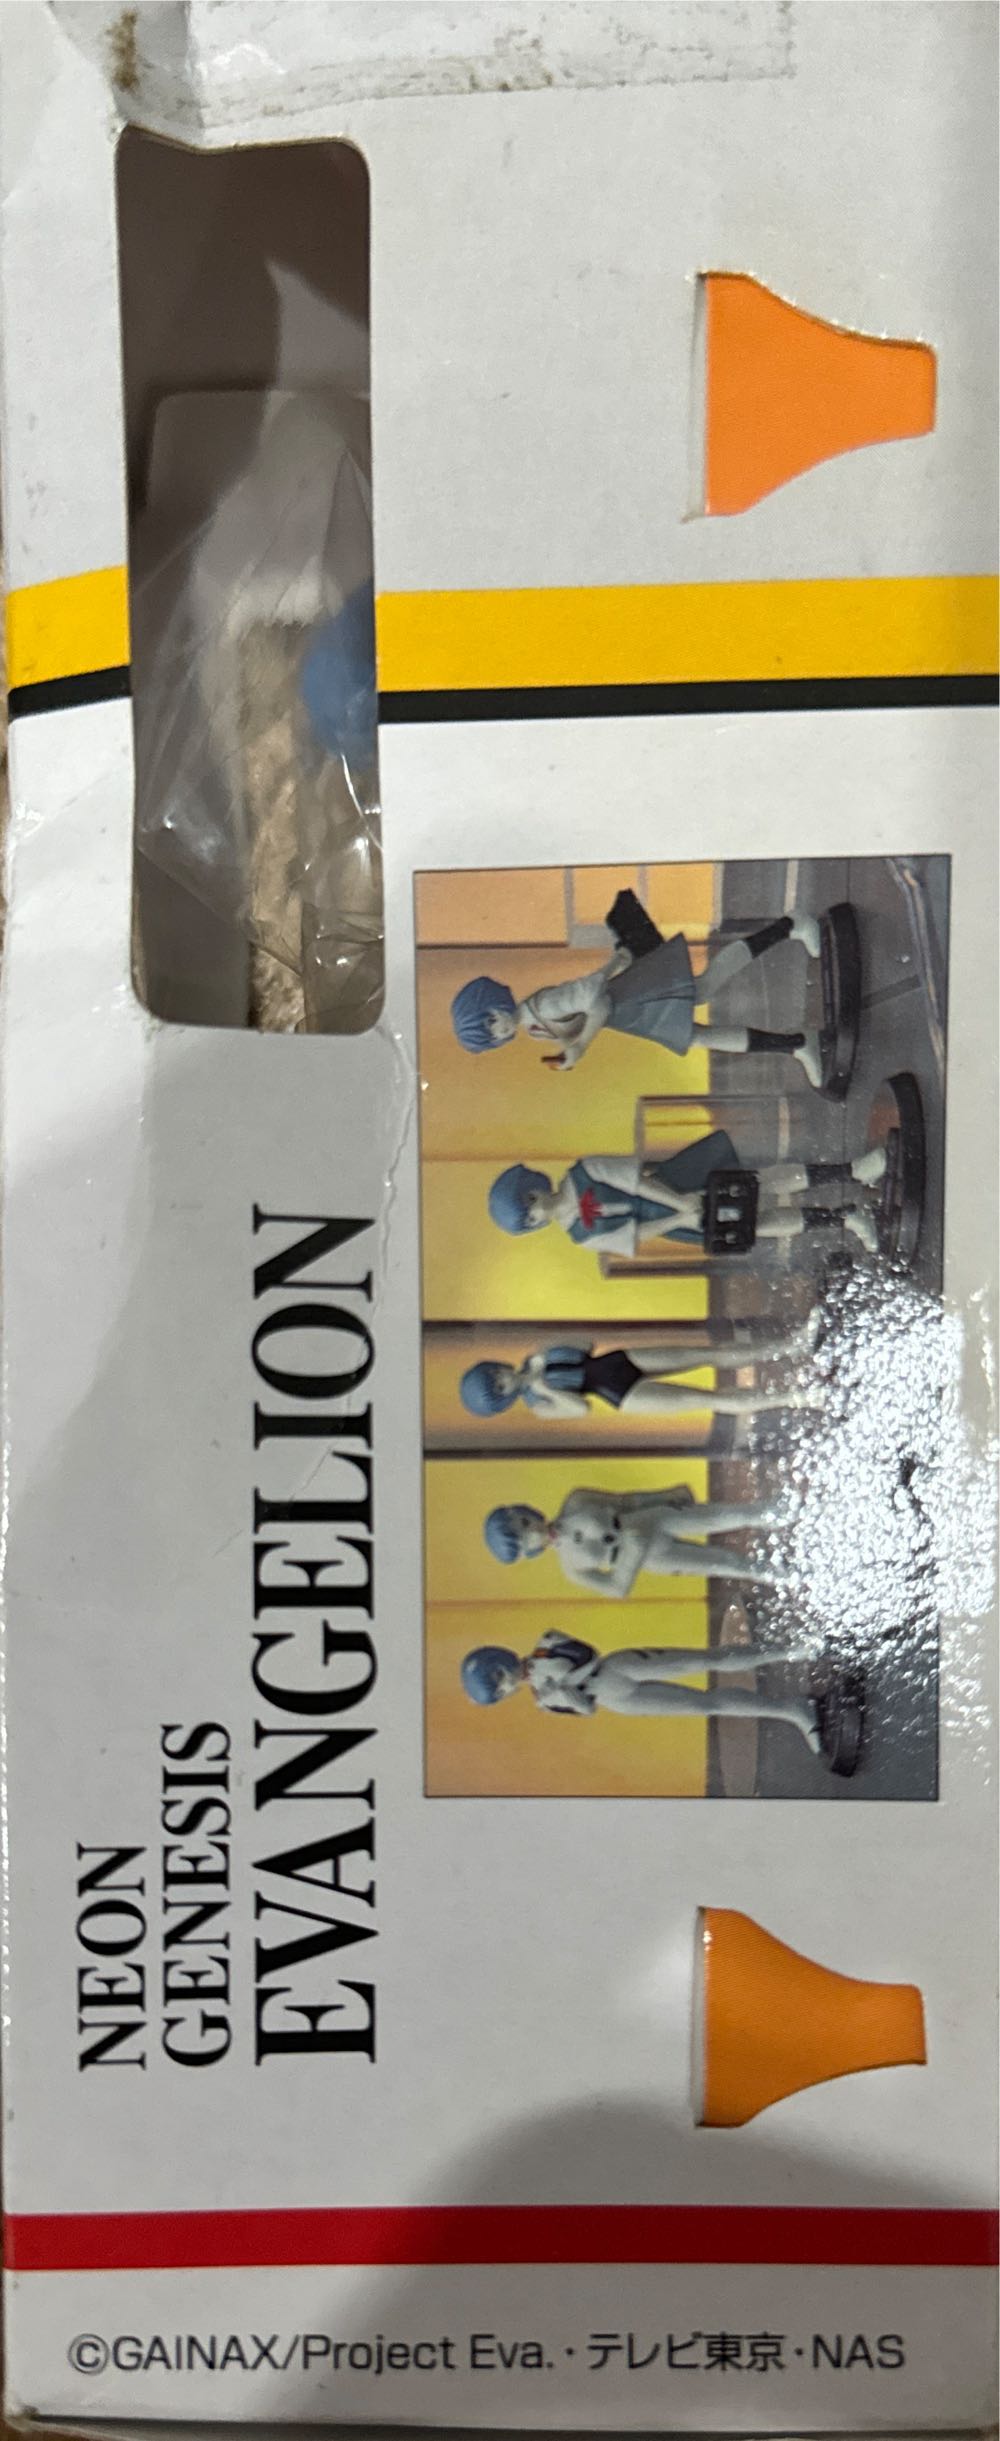 NEON
GENESIS
EVANGELION
©GAINAX/Project Eva.・テレビ東京・NAS